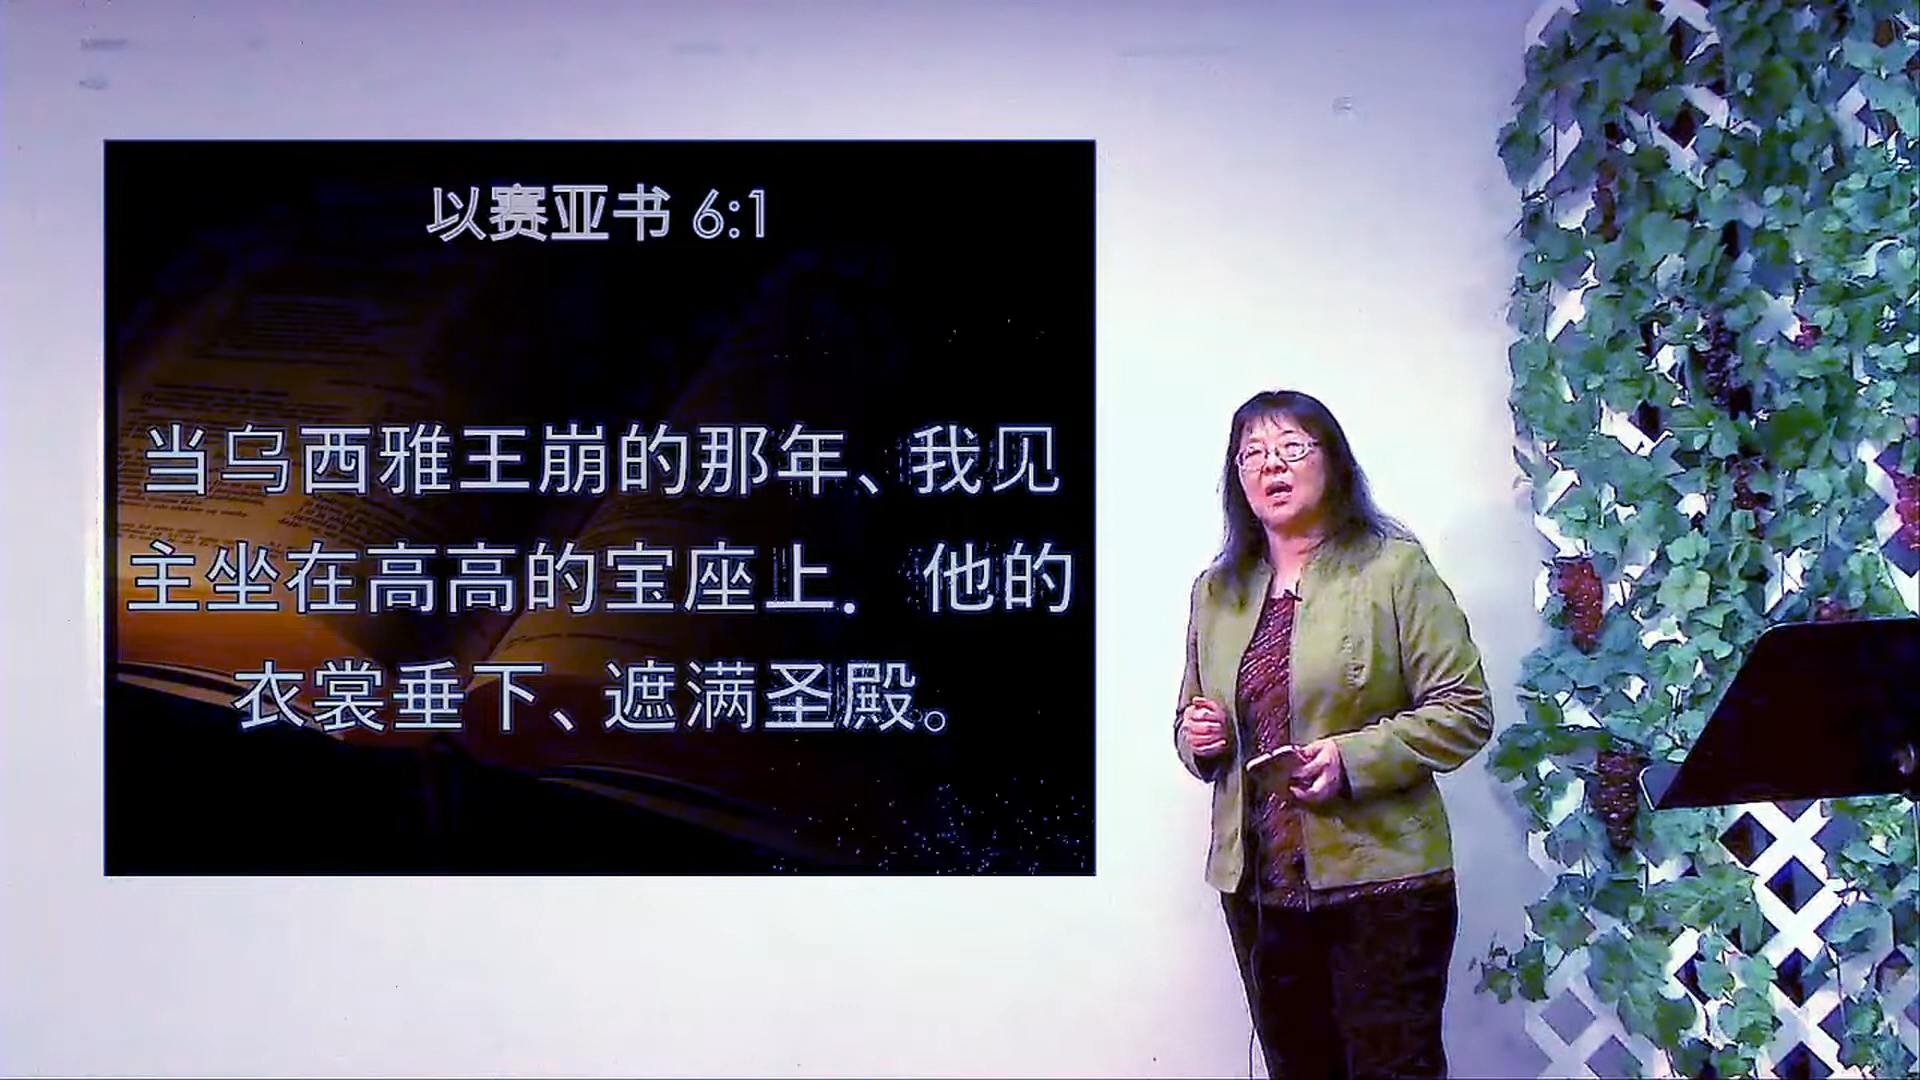 以赛亚书 6:1
当乌西雅王崩的那年、我见
主坐在高高的宝座上. 他的
衣裳垂下、遮满圣殿。